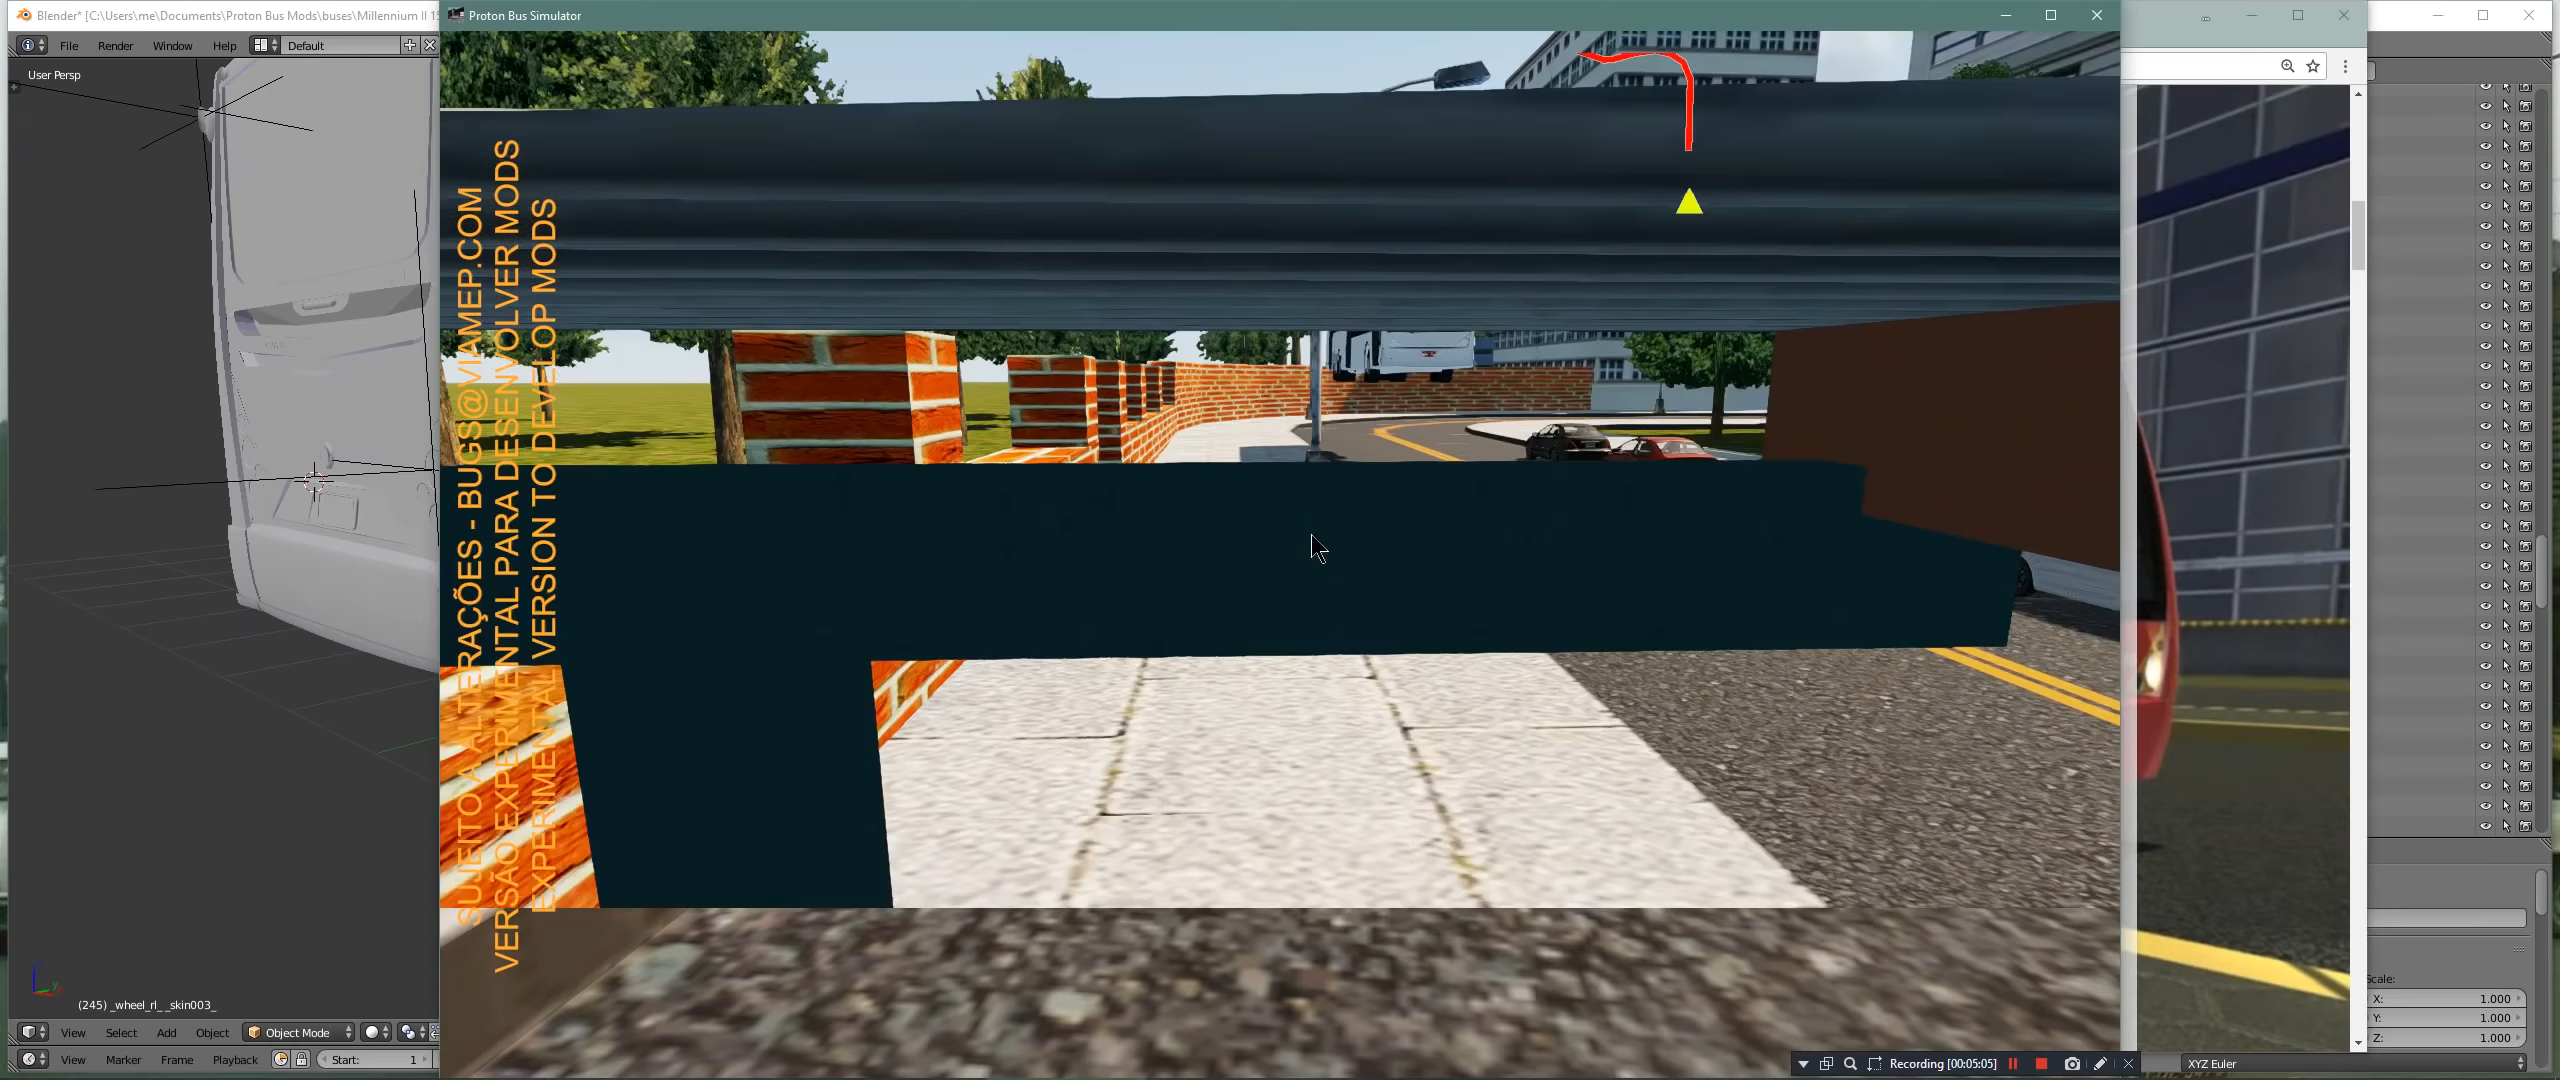 Blender* [C:\Users\me\Documents\Proton Bus Mods\buses\Millennium II 15
Proton Bus Simulator
File Render Window Help Default
User Persp
SUJEITO A ALTERAÇÕES - BUGS@VIAMEP.COM
VERSÃO EXPERIMENTAL PARA DESENVOLVER MODS
EXPERIMENTAL VERSION TO DEVELOP MODS
(245) _wheel_rl__skin003_
View Select Add Object Object Mode
View Marker Frame Playback Start: 1
Recording [00:05:05]
Scale:
X: 1.000
Y: 1.000
Z: 1.000
XYZ Euler